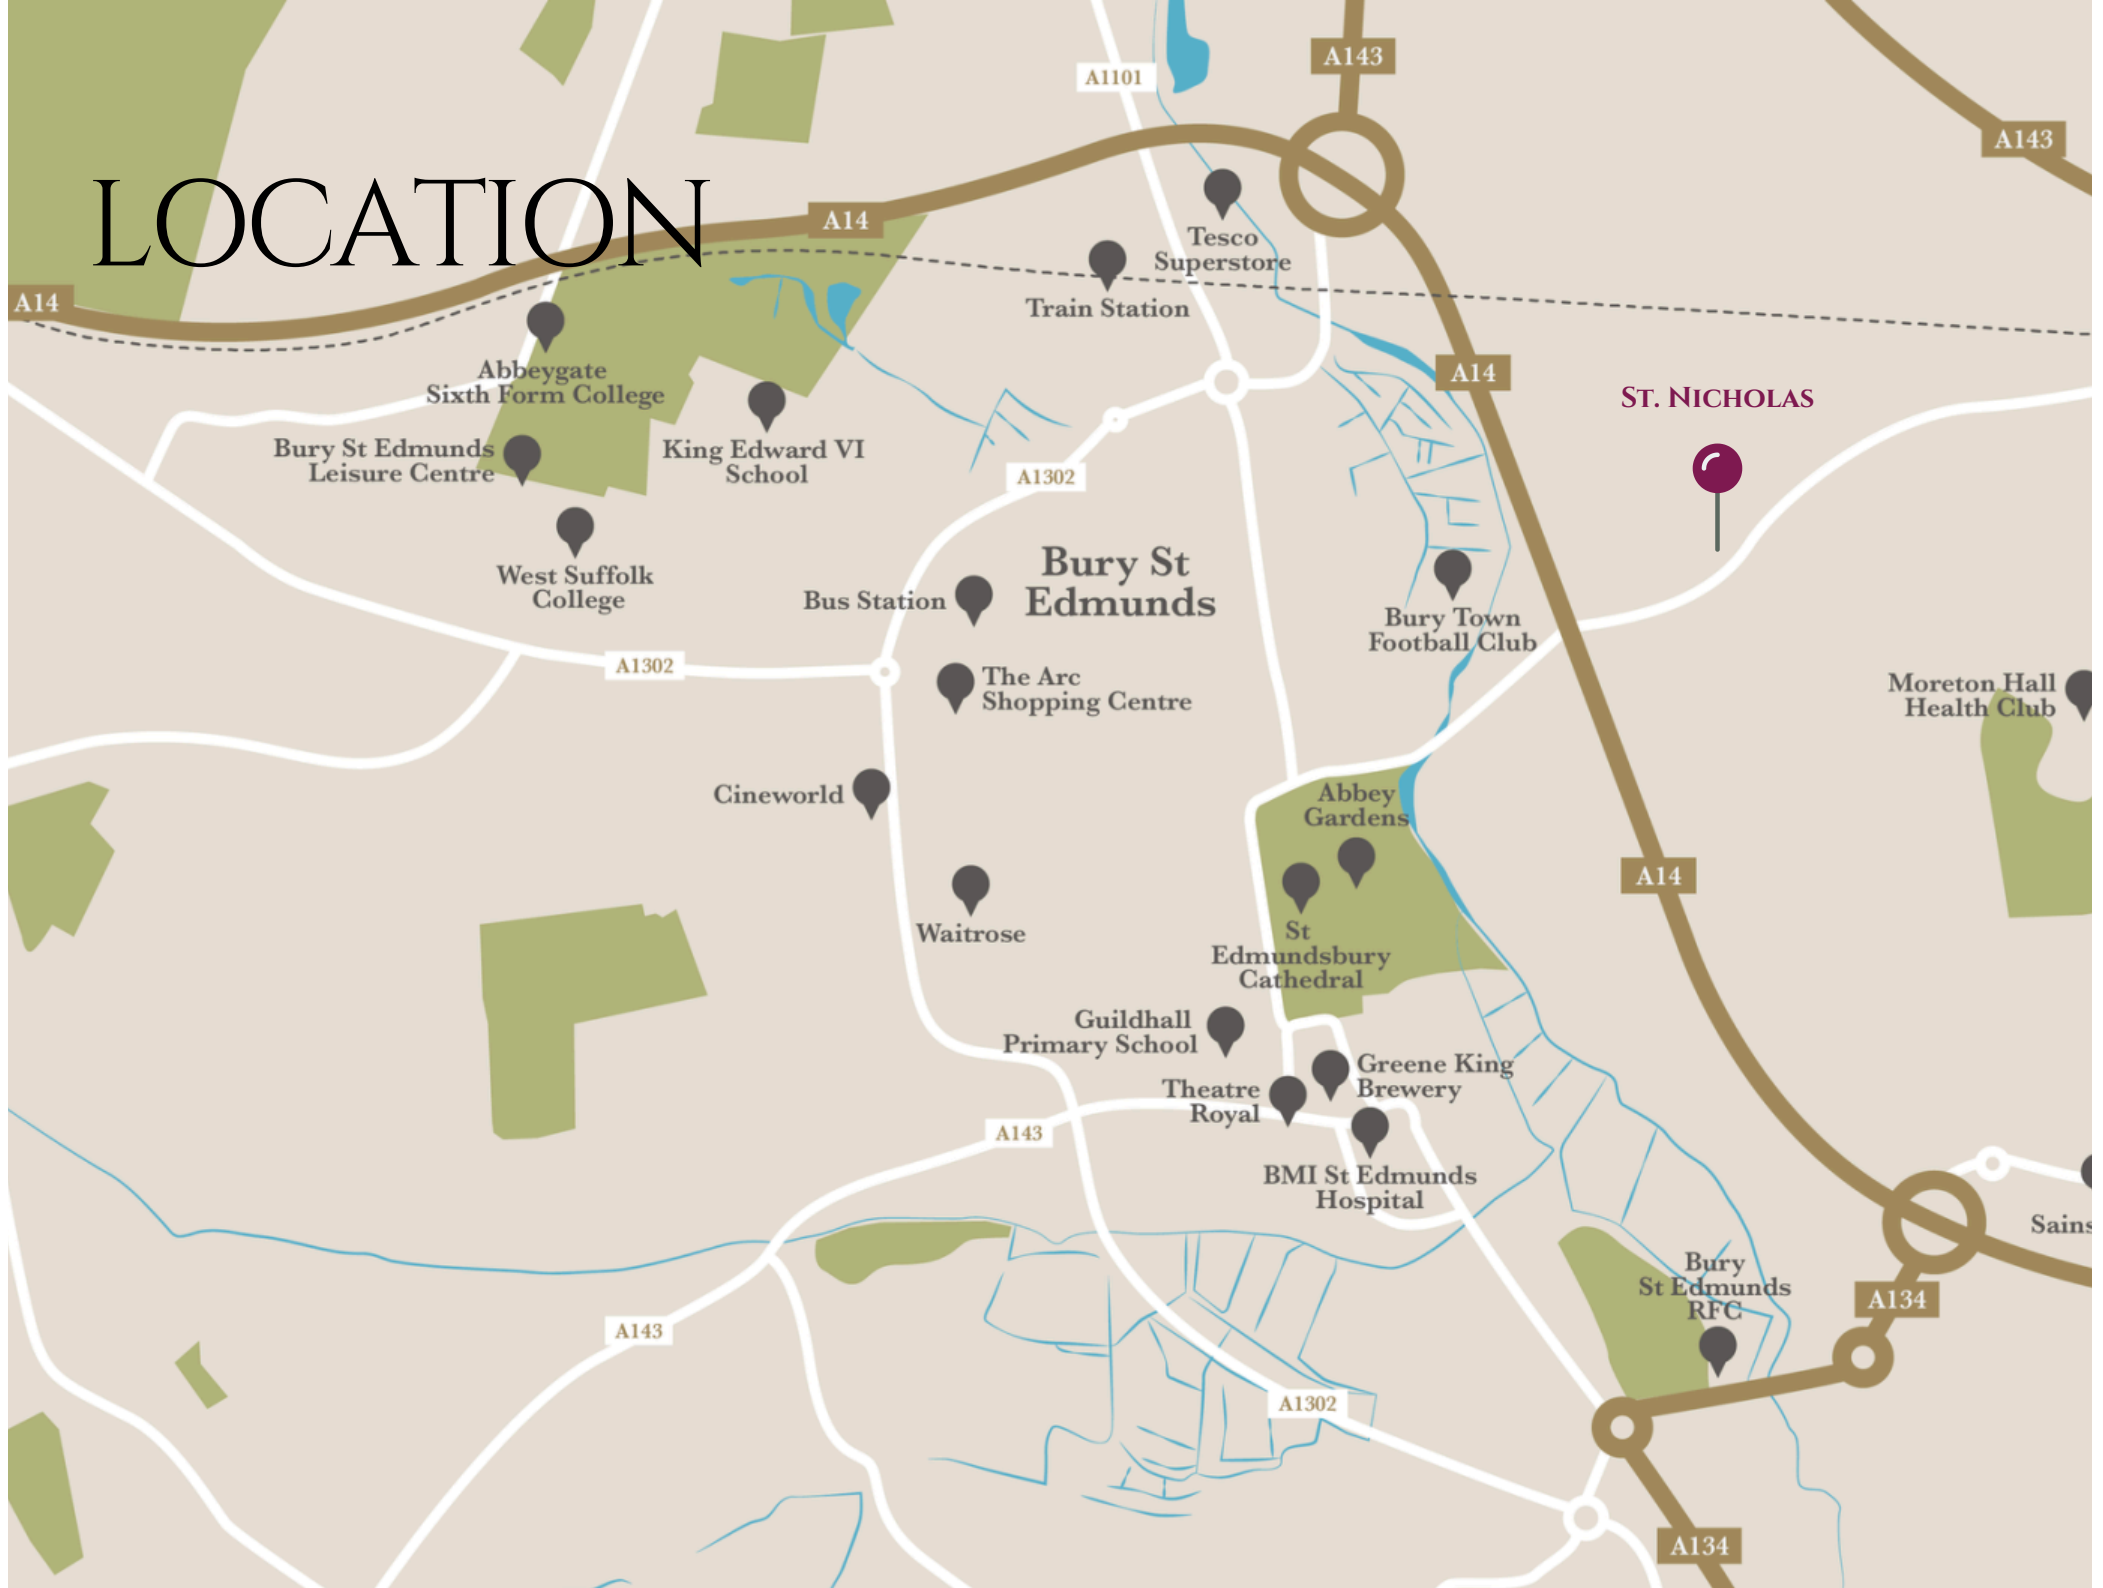 A143
A1101
A143
LOCATION
A14
Tesco
Superstore
A14
Train Station
Abbeygate
Sixth Form College
A14
St. Nicholas
Bury St Edmunds
Leisure Centre
King Edward VI
School
A1302
West Suffolk
College
Bury St
Edmunds
Bus Station
Bury Town
Football Club
A1302
The Arc
Shopping Centre
Moreton Hall
Health Club
Cineworld
Abbey
Gardens
A14
Waitrose
St
Edmundsbury
Cathedral
Guildhall
Primary School
Greene King
Brewery
Theatre
Royal
A143
BMI St Edmunds
Hospital
Sains
Bury
St Edmunds
RFC
A134
A143
A1302
A134